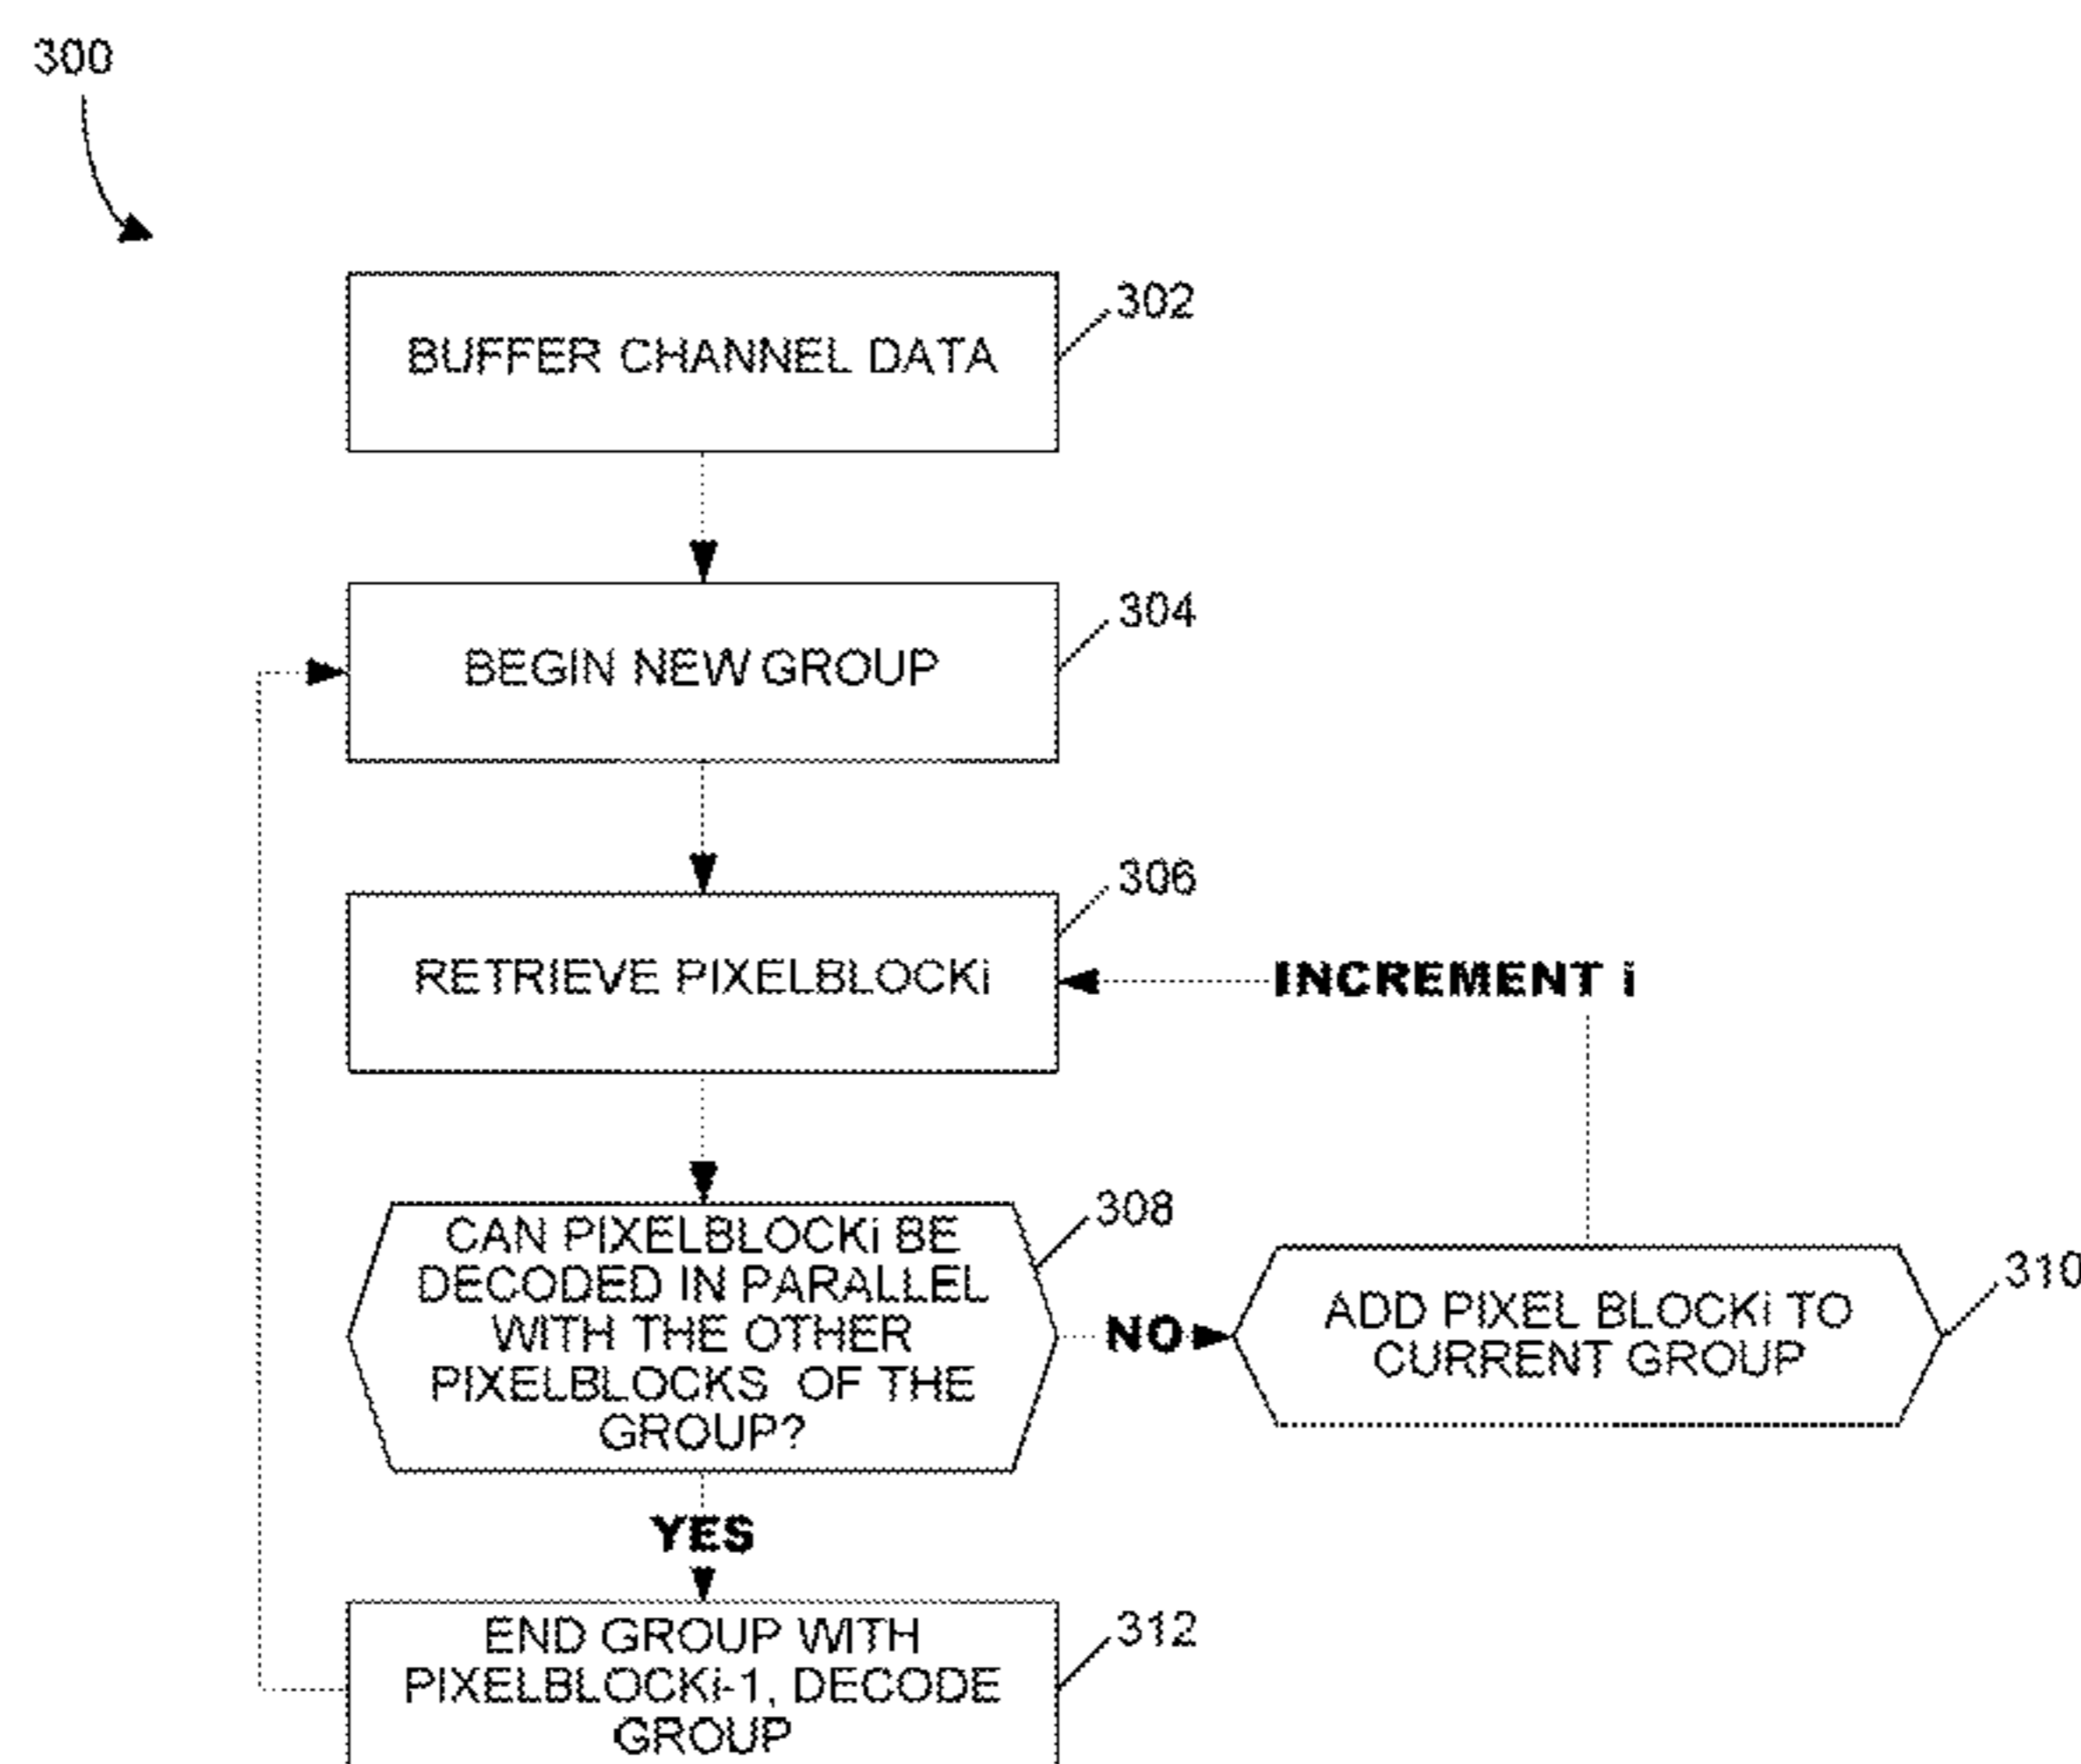 300
BUFFER CHANNEL DATA
302
BEGIN NEW GROUP
304
RETRIEVE PIXELBLOCKi
306
INCREMENT i
CAN PIXELBLOCKi BE
DECODED IN PARALLEL
WITH THE OTHER
PIXELBLOCKS OF THE
GROUP?
308
NO
ADD PIXEL BLOCKi TO
CURRENT GROUP
310
YES
END GROUP WITH
PIXELBLOCKi-1, DECODE
GROUP
312